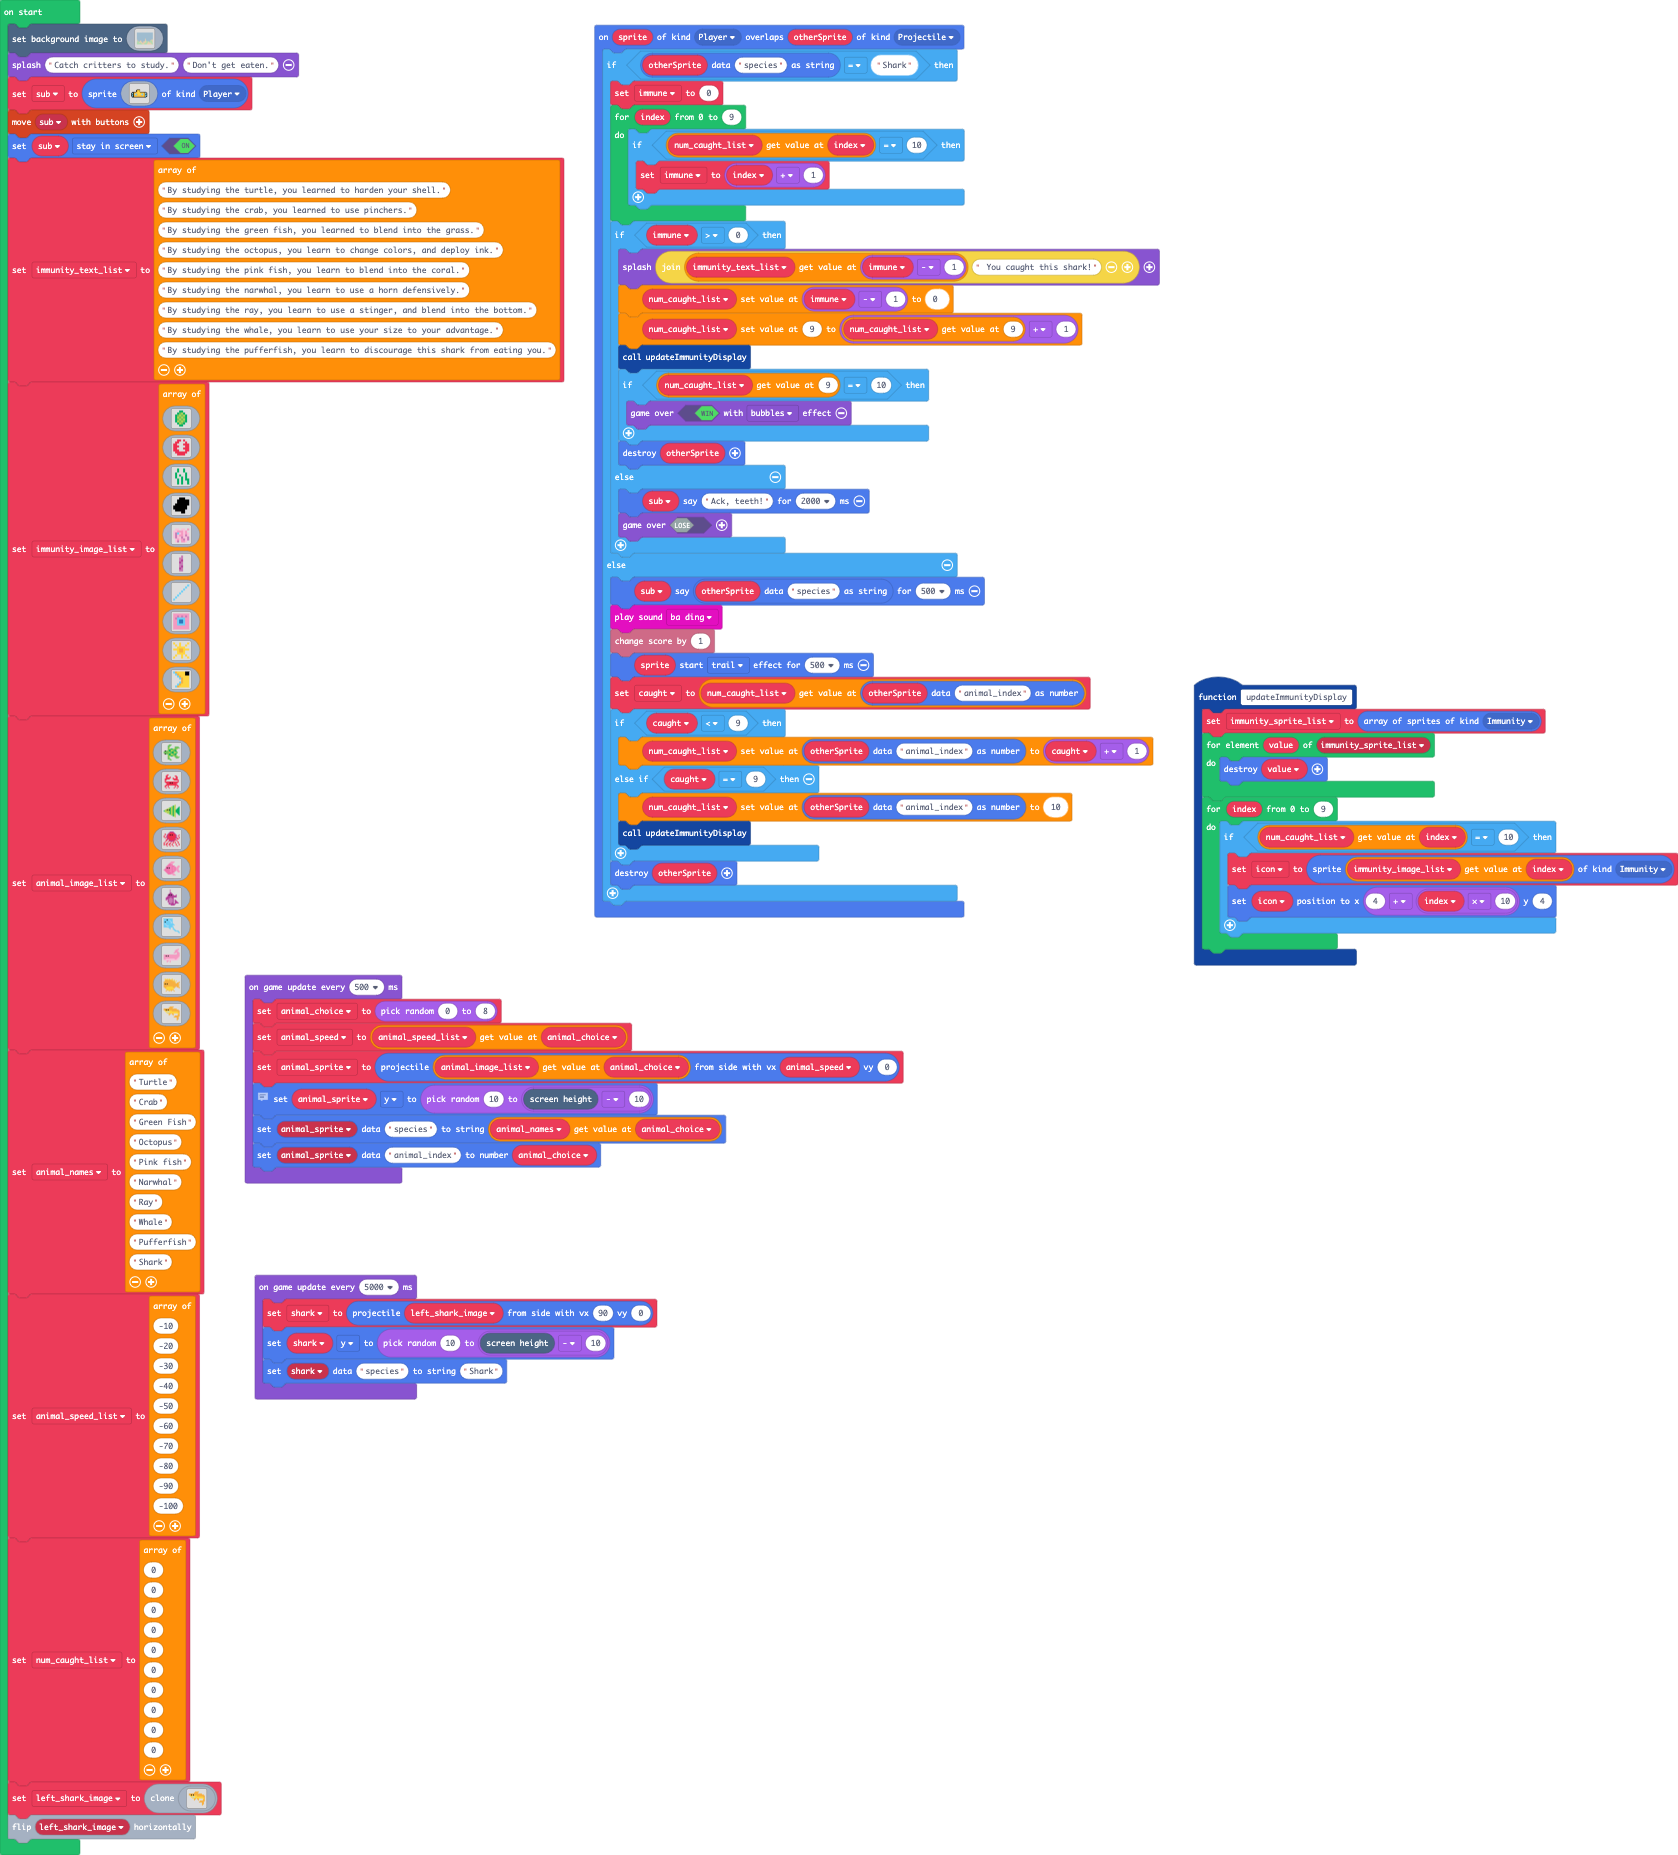 on start
set background image to
splash "Catch critters to study." "Don't get eaten."
set sub to sprite of kind Player
move sub with buttons
set sub stay in screen ON
set immunity_text_list to
array of
"By studying the turtle, you learned to harden your shell."
"By studying the crab, you learned to use pinchers."
"By studying the green fish, you learned to blend into the grass."
"By studying the octopus, you learn to change colors, and deploy ink."
"By studying the pink fish, you learn to blend into the coral."
"By studying the narwhal, you learn to use a horn defensively."
"By studying the ray, you learn to use a stinger, and blend into the bottom."
"By studying the whale, you learn to use your size to your advantage."
"By studying the pufferfish, you learn to discourage this shark from eating you."
set immunity_image_list to
array of
set animal_image_list to
array of
set animal_names to
array of
"Turtle"
"Crab"
"Green Fish"
"Octopus"
"Pink fish"
"Narwhal"
"Ray"
"Whale"
"Pufferfish"
"Shark"
set animal_speed_list to
array of
-10
-20
-30
-40
-50
-60
-70
-80
-90
-100
set num_caught_list to
array of
0
0
0
0
0
0
0
0
0
0
set left_shark_image to clone
flip left_shark_image horizontally
on sprite of kind Player overlaps otherSprite of kind Projectile
if otherSprite data "species" as string = "Shark" then
set immune to 0
for index from 0 to 9
do
if num_caught_list get value at index = 10 then
set immune to index + 1
if immune > 0 then
splash join immunity_text_list get value at immune - 1 " You caught this shark!"
num_caught_list set value at immune - 1 to 0
num_caught_list set value at 9 to num_caught_list get value at 9 + 1
call updateImmunityDisplay
if num_caught_list get value at 9 = 10 then
game over WIN with bubbles effect
destroy otherSprite
else
sub say "Ack, teeth!" for 2000 ms
game over LOSE
else
sub say otherSprite data "species" as string for 500 ms
play sound ba ding
change score by 1
sprite start trail effect for 500 ms
set caught to num_caught_list get value at otherSprite data "animal_index" as number
if caught < 9 then
num_caught_list set value at otherSprite data "animal_index" as number to caught + 1
else if caught = 9 then
num_caught_list set value at otherSprite data "animal_index" as number to 10
call updateImmunityDisplay
destroy otherSprite
function updateImmunityDisplay
set immunity_sprite_list to array of sprites of kind Immunity
for element value of immunity_sprite_list
do
destroy value
for index from 0 to 9
do
if num_caught_list get value at index = 10 then
set icon to sprite immunity_image_list get value at index of kind Immunity
set icon position to x 4 + index × 10 y 4
on game update every 500 ms
set animal_choice to pick random 0 to 8
set animal_speed to animal_speed_list get value at animal_choice
set animal_sprite to projectile animal_image_list get value at animal_choice from side with vx animal_speed vy 0
set animal_sprite y to pick random 10 to screen height - 10
set animal_sprite data "species" to string animal_names get value at animal_choice
set animal_sprite data "animal_index" to number animal_choice
on game update every 5000 ms
set shark to projectile left_shark_image from side with vx 90 vy 0
set shark y to pick random 10 to screen height - 10
set shark data "species" to string "Shark"